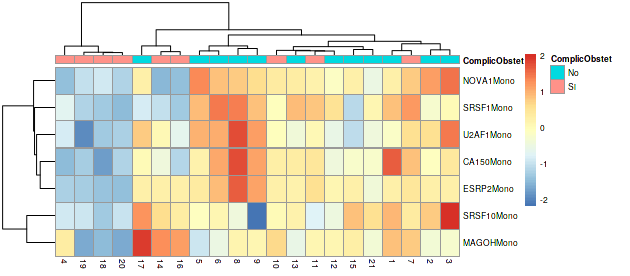 ComplicObstet
NOVA1Mono
SRSF1Mono
U2AF1Mono
CA150Mono
ESRP2Mono
SRSF10Mono
MAGOHMono
4 19 18 20 17 14 16 5 6 8 9 10 13 11 12 15 21 1 7 2 3
2
1
0
-1
-2
ComplicObstet
No
SI